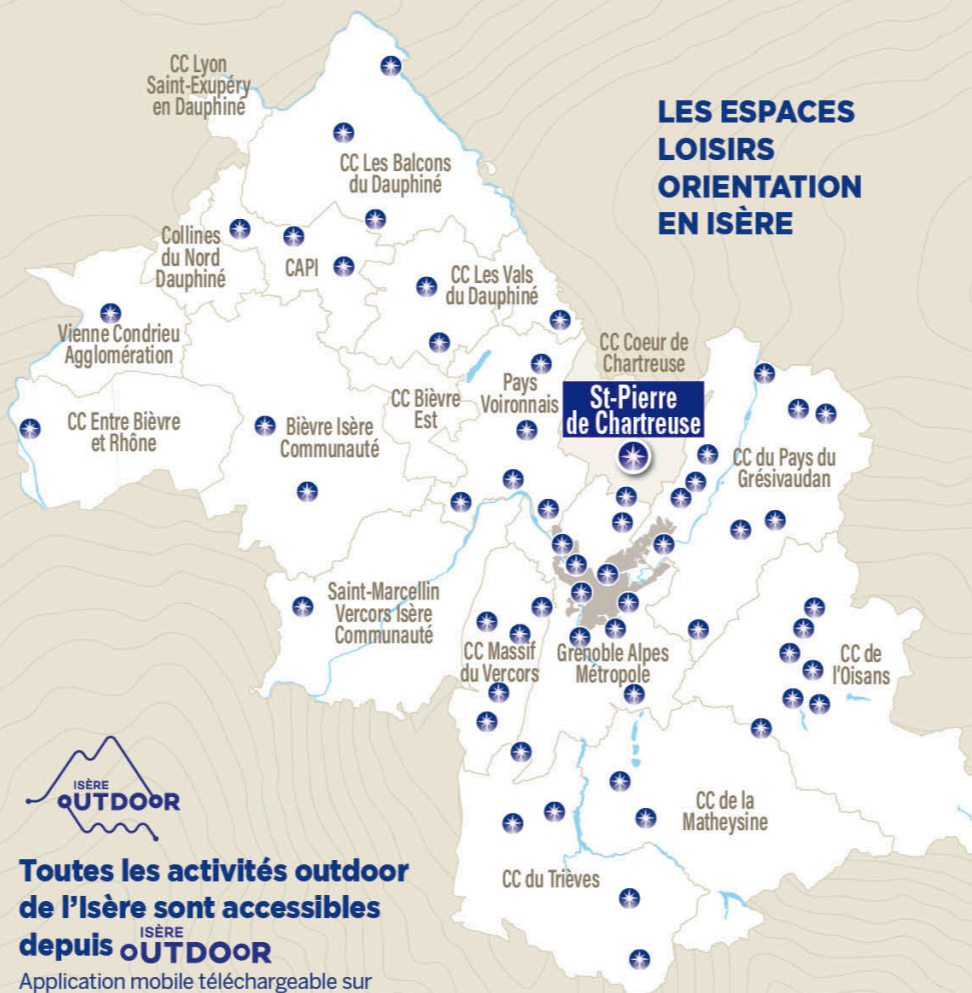 LES ESPACES
LOISIRS
ORIENTATION
EN ISÈRE
CC Lyon
Saint-Exupéry
en Dauphiné
CC Les Balcons
du Dauphiné
Collines
du Nord
Dauphiné
CAPI
CC Les Vals
du Dauphiné
Vienne Condrieu
Agglomération
CC Coeur de
Chartreuse
Pays
Voironnais
St-Pierre
de Chartreuse
CC Bièvre
Est
CC Entre Bièvre
et Rhône
Bièvre Isère
Communauté
CC du Pays du
Grésivaudan
Saint-Marcellin
Vercors Isère
Communauté
CC Massif
du Vercors
Grenoble Alpes
Métropole
CC de
l'Oisans
CC de la
Matheysine
CC du Trièves
ISÈRE
OUTDOOR
Toutes les activités outdoor
de l'Isère sont accessibles
depuis ISÈRE OUTDOOR
Application mobile téléchargeable sur